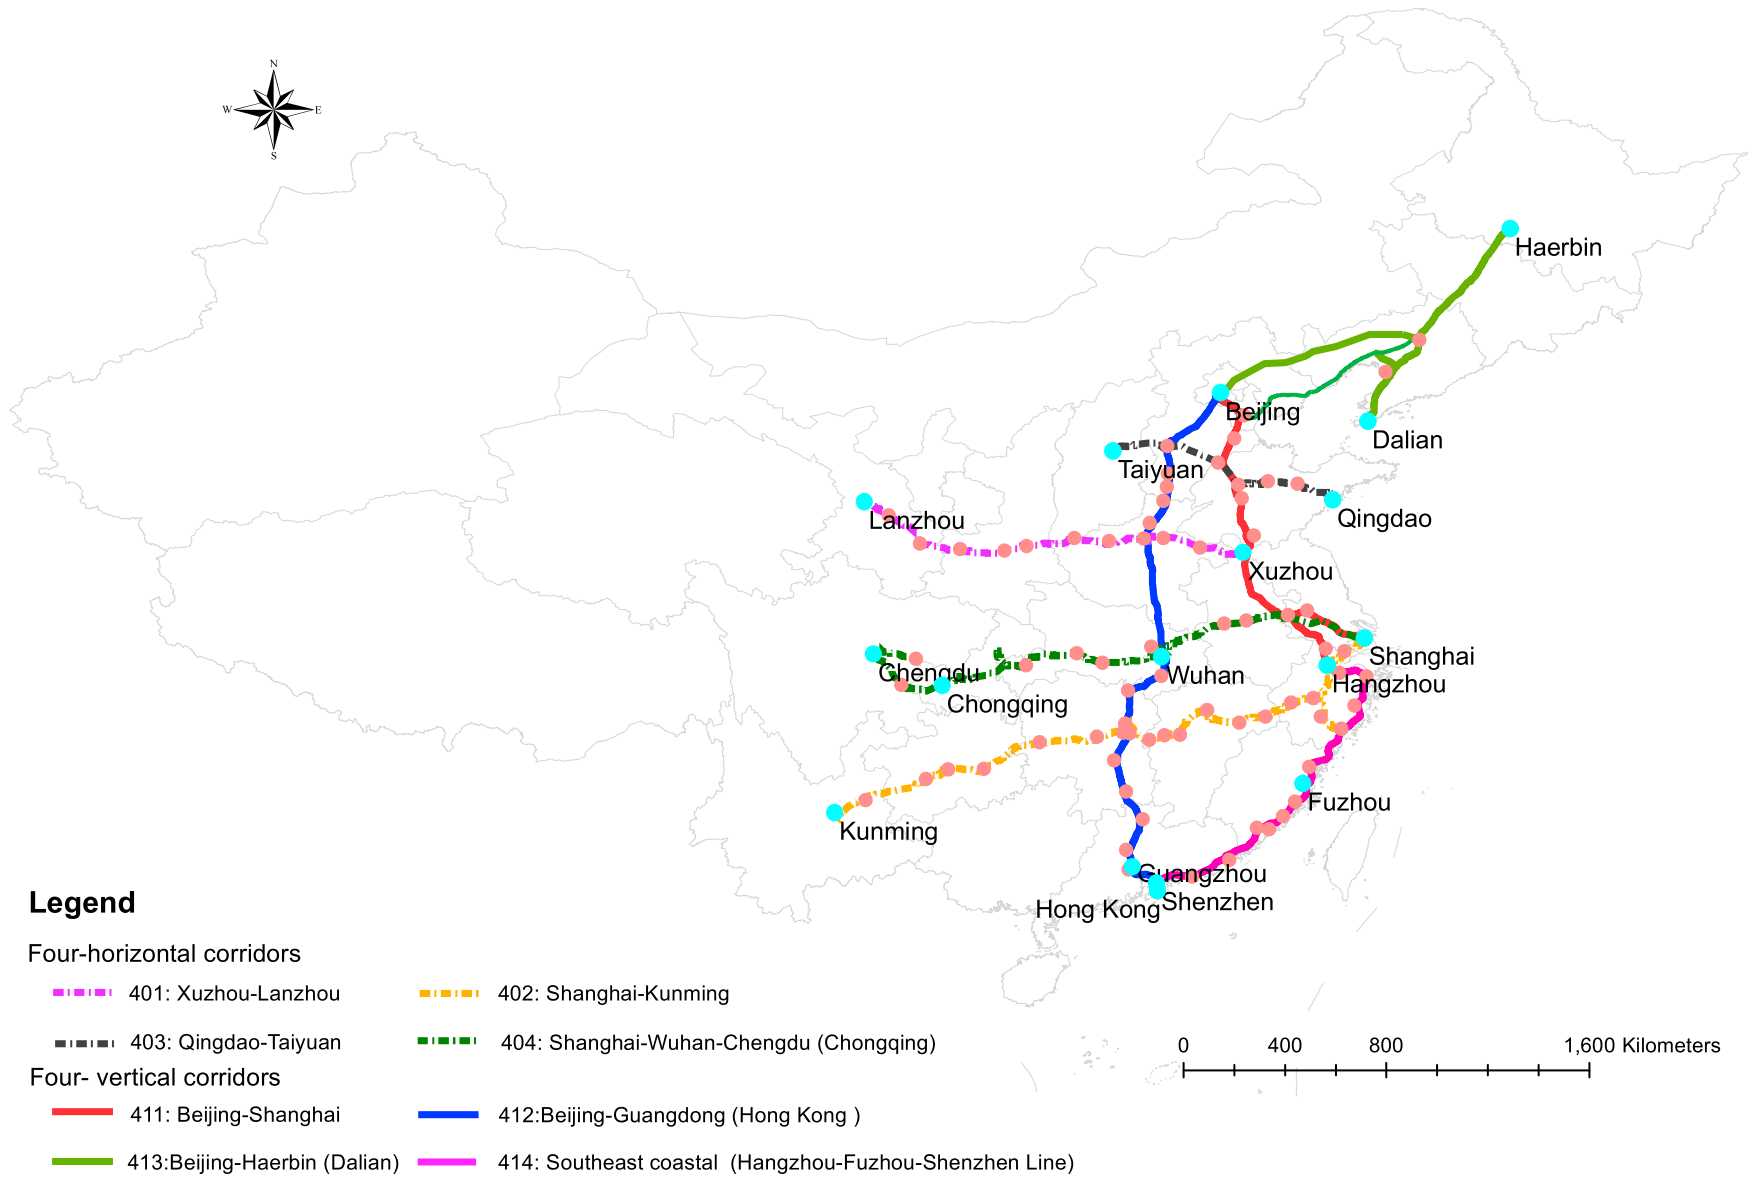 N
W E
S
Haerbin
Beijing
Dalian
Taiyuan
Lanzhou
Qingdao
Xuzhou
Shanghai
Chengdu
Wuhan
Hangzhou
Chongqing
Fuzhou
Kunming
Guangzhou
Hong Kong
Shenzhen
Legend
Four-horizontal corridors
401: Xuzhou-Lanzhou
402: Shanghai-Kunming
403: Qingdao-Taiyuan
404: Shanghai-Wuhan-Chengdu (Chongqing)
Four- vertical corridors
411: Beijing-Shanghai
412:Beijing-Guangdong (Hong Kong )
413:Beijing-Haerbin (Dalian)
414: Southeast coastal (Hangzhou-Fuzhou-Shenzhen Line)
0 400 800 1,600 Kilometers